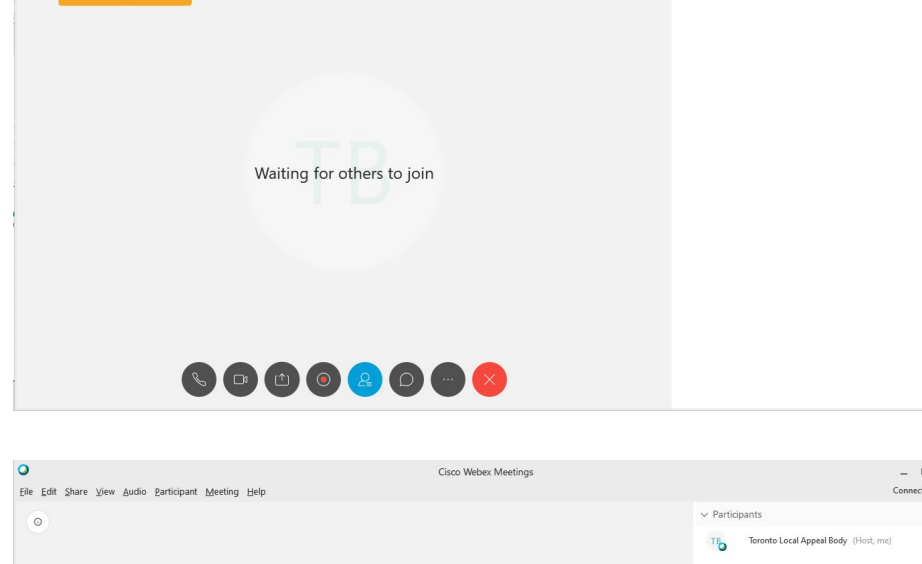 TB
Waiting for others to join
Cisco Webex Meetings
File Edit Share View Audio Participant Meeting Help
Connect
Participants
TB Toronto Local Appeal Body (Host, me)